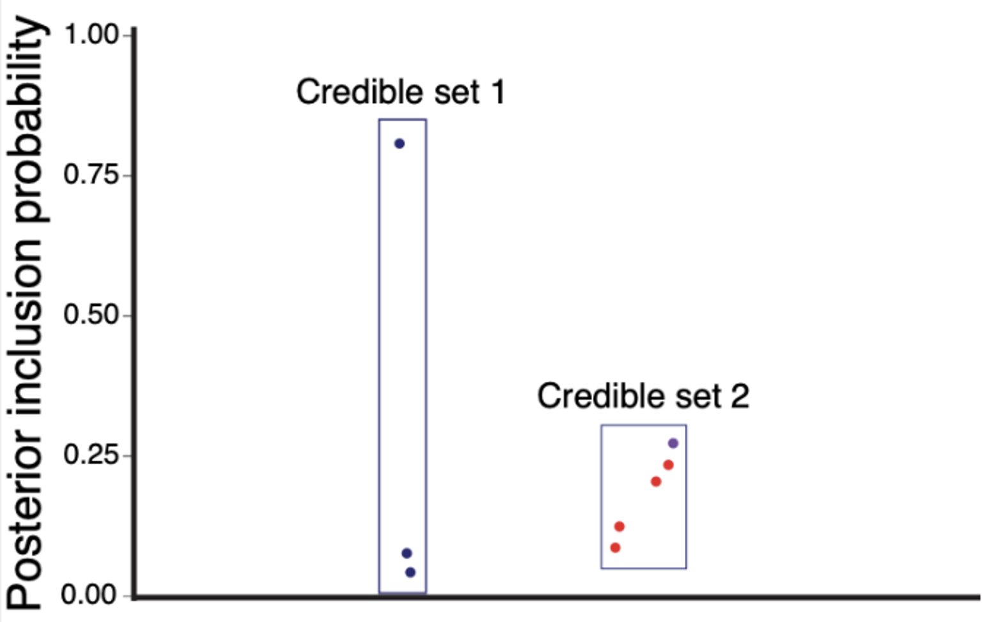 Posterior inclusion probability
1.00
0.75
0.50
0.25
0.00
Credible set 1
Credible set 2